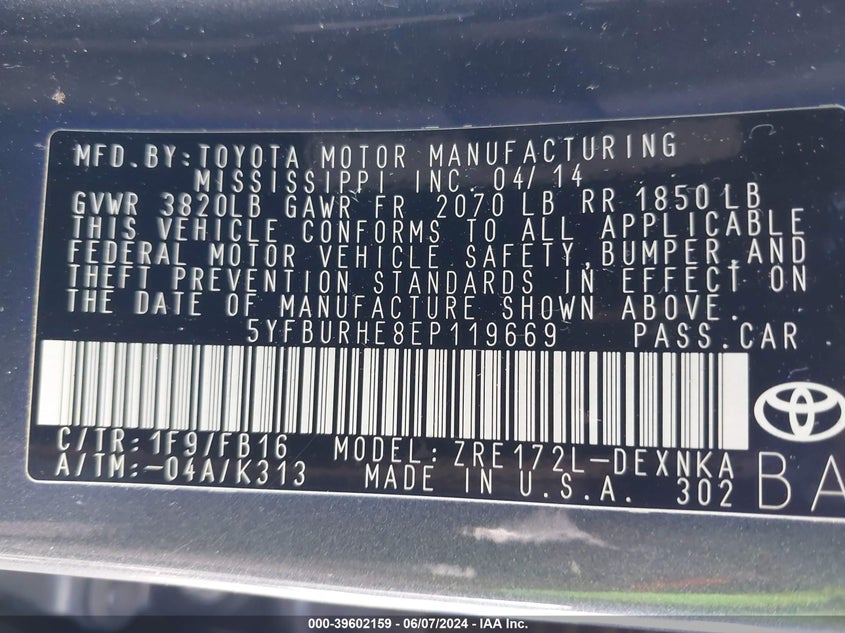 MFD.BY:TOYOTA MOTOR MANUFACTURING
MISSISSIPPI INC. 04/14
GVWR 3820LB GAWR FR 2070 LB RR 1850LB
THIS VEHICLE CONFORMS TO ALL APPLICABLE
FEDERAL MOTOR VEHICLE SAFETY,BUMPER,AND
THEFT PREVENTION STANDARDS IN EFFECT ON
THE DATE OF MANUFACTURE SHOWN ABOVE.
5YFBURHE8EP119669 PASS.CAR
C/TR:1F9/FB16 MODEL:ZRE172L-DEXNKA
A/TM:-04A/K313 MADE IN U.S.A. 302
BA
000-39602159 - 06/07/2024 - IAA Inc.